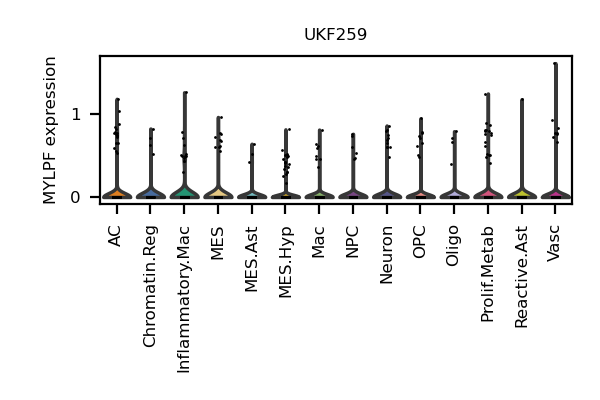 UKF259
MYLPF expression
1
0
AC
Chromatin.Reg
Inflammatory.Mac
MES
MES.Ast
MES.Hyp
Mac
NPC
Neuron
OPC
Oligo
Prolif.Metab
Reactive.Ast
Vasc